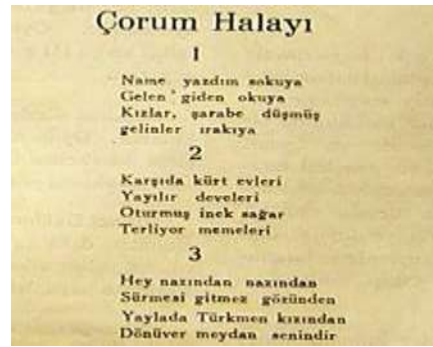 Çorum Halayı
1
Name yazdım sokuya
Gelen giden okuya
Kızlar, şarabe düşmüş
gelinler ırakıya
2
Karşıda kürt evleri
Yayılır develeri
Oturmuş inek sağar
Terliyor memeleri
3
Hey nazından nazından
Sürmesi gitmez gözünden
Yaylada Türkmen kızından
Dönüver meydan senindir